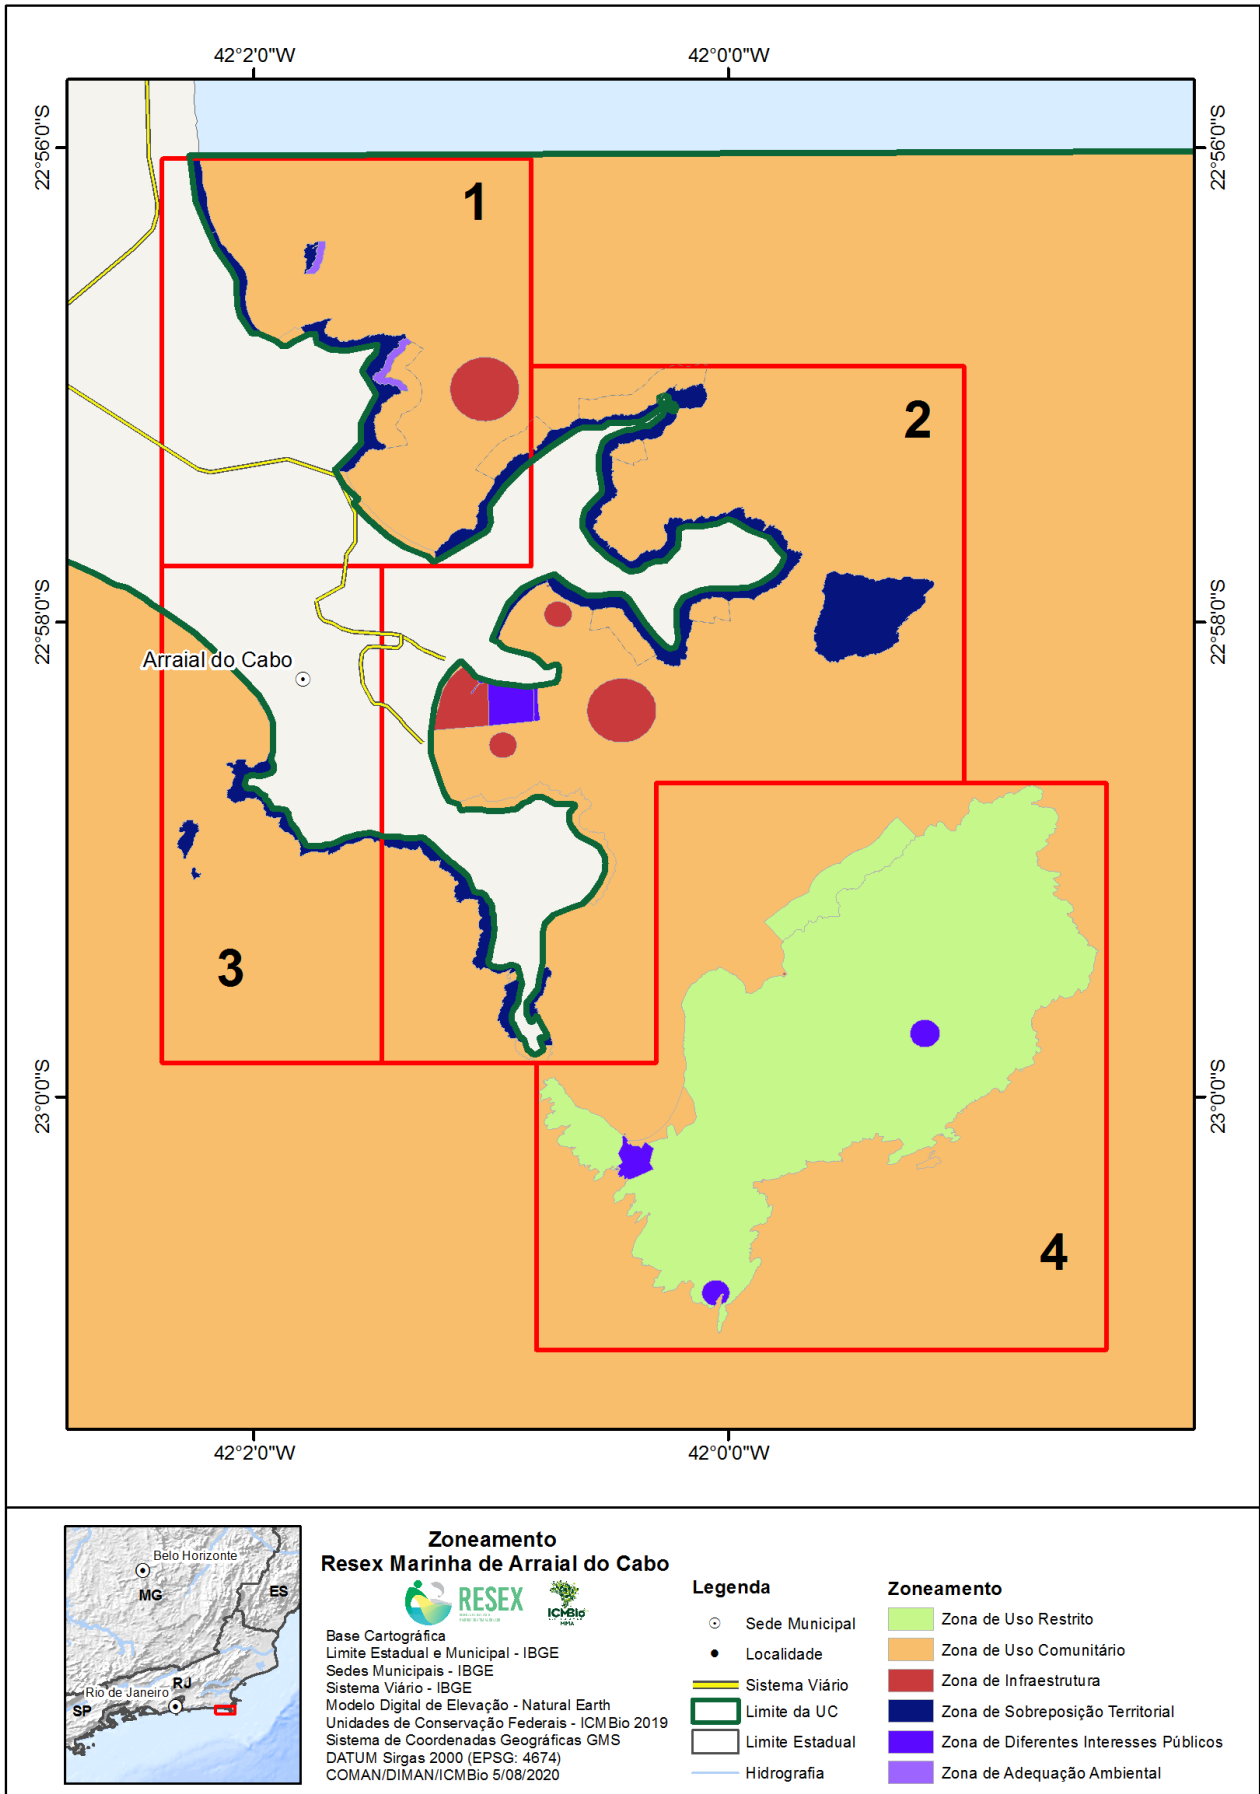 42°2'0"W
42°0'0"W
22°56'0"S
22°56'0"S
1
2
22°58'0"S
22°58'0"S
Arraial do Cabo
3
23°0'0"S
23°0'0"S
4
42°2'0"W
42°0'0"W
Belo Horizonte
MG
ES
RJ
Rio de Janeiro
SP
Zoneamento
Resex Marinha de Arraial do Cabo
RESEX
ICMBio
MMA
Base Cartográfica
Limite Estadual e Municipal - IBGE
Sedes Municipais - IBGE
Sistema Viário - IBGE
Modelo Digital de Elevação - Natural Earth
Unidades de Conservação Federais - ICMBio 2019
Sistema de Coordenadas Geográficas GMS
DATUM Sirgas 2000 (EPSG: 4674)
COMAN/DIMAN/ICMBio 5/08/2020
Legenda
Sede Municipal
Localidade
Sistema Viário
Limite da UC
Limite Estadual
Hidrografia
Zoneamento
Zona de Uso Restrito
Zona de Uso Comunitário
Zona de Infraestrutura
Zona de Sobreposição Territorial
Zona de Diferentes Interesses Públicos
Zona de Adequação Ambiental